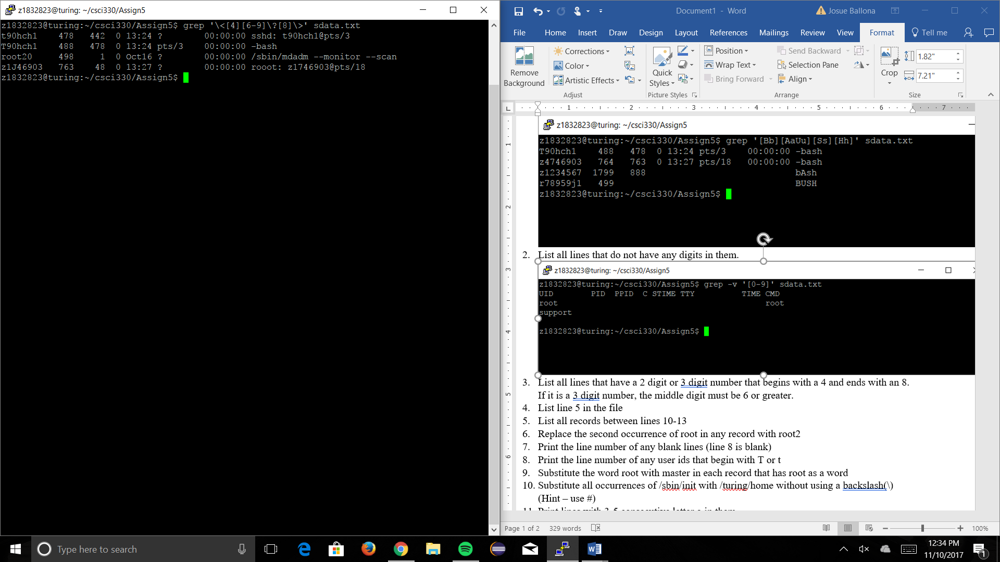 z1832823@turing: ~/csci330/Assign5
z1832823@turing:~/csci330/Assign5$ grep '\<[4][6-9]\?[8]\>' sdata.txt
t90hch1    478   442  0 13:24 ?        00:00:00 sshd: t90hch1@pts/3
T90hch1    488   478  0 13:24 pts/3    00:00:00 -bash
root20     498     1  0 Oct16 ?        00:00:00 /sbin/mdadm --monitor --scan
z1J46903   763    48  0 13:27 ?        00:00:00 rooot: z1746903@pts/18
z1832823@turing:~/csci330/Assign5$
Document1 - Word
Josue Ballona
File Home Insert Draw Design Layout References Mailings Review View Format Tell me
Remove Background
Corrections
Color
Artistic Effects
Adjust
Quick Styles
Picture Styles
Position
Wrap Text
Bring Forward
Send Backward
Selection Pane
Align
Arrange
Crop
1.82"
7.21"
Size
1 2 3 4 5 6 7
1
2
3
4
5
6
z1832823@turing: ~/csci330/Assign5
z1832823@turing:~/csci330/Assign5$ grep '[Bb][AaUu][Ss][Hh]' sdata.txt
T90hch1    488   478  0 13:24 pts/3    00:00:00 -bash
z4746903   764   763  0 13:27 pts/18   00:00:00 -bash
z1234567  1799   888                            bAsh
r78959j1   499                                  BUSH
z1832823@turing:~/csci330/Assign5$
2. List all lines that do not have any digits in them.
z1832823@turing: ~/csci330/Assign5
z1832823@turing:~/csci330/Assign5$ grep -v '[0-9]' sdata.txt
UID        PID  PPID  C STIME TTY          TIME CMD
root                                            root
support
z1832823@turing:~/csci330/Assign5$
3. List all lines that have a 2 digit or 3 digit number that begins with a 4 and ends with an 8.
If it is a 3 digit number, the middle digit must be 6 or greater.
4. List line 5 in the file
5. List all records between lines 10-13
6. Replace the second occurrence of root in any record with root2
7. Print the line number of any blank lines (line 8 is blank)
8. Print the line number of any user ids that begin with T or t
9. Substitute the word root with master in each record that has root as a word
10. Substitute all occurrences of /sbin/init with /turing/home without using a backslash(\)
(Hint – use #)
11. Print lines with 3-5 consecutive letter o in them
Page 1 of 2 329 words
100%
Type here to search
12:34 PM
11/10/2017
1